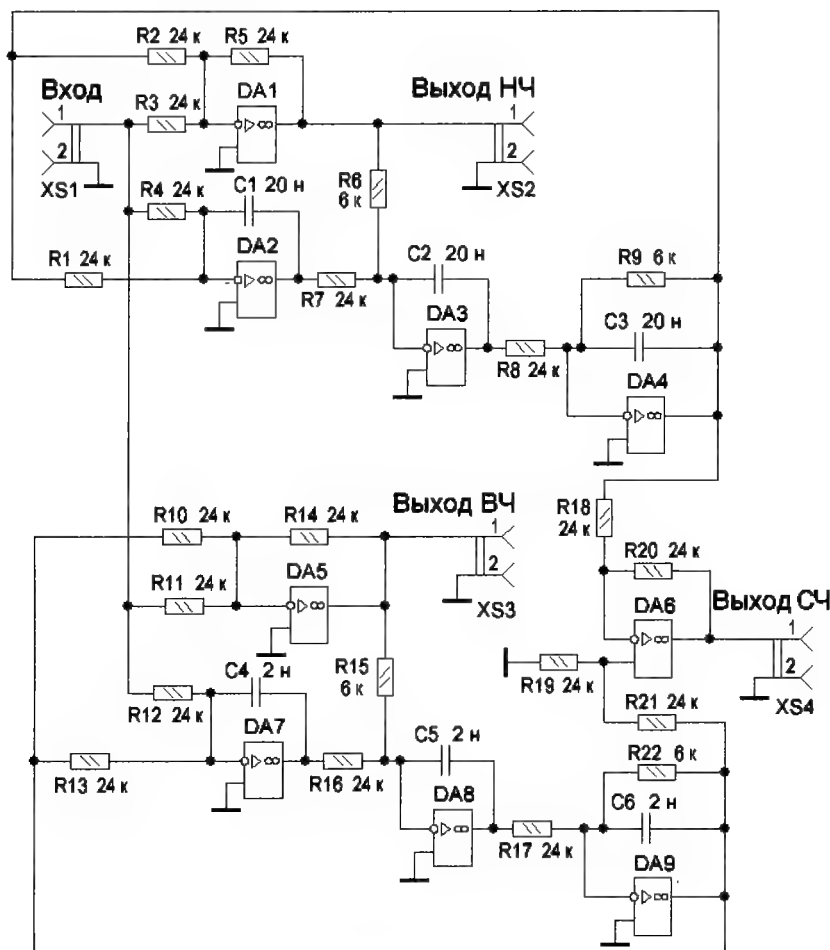 R2 24 к R5 24 к
Вход DA1 Выход НЧ
1 R3 24 к 1
2 2
XS1 R4 24 к C1 20 н R6 6 к XS2
R1 24 к DA2 C2 20 н R9 6 к
R7 24 к DA3 C3 20 н
R8 24 к DA4
Выход ВЧ R18 24 к
R10 24 к R14 24 к 1
R20 24 к
R11 24 к DA5 2 DA6 Выход СЧ
XS3 1
C4 2 н R15 6 к R19 24 к 2
R12 24 к R21 24 к XS4
DA7 C5 2 н R22 6 к
R13 24 к R16 24 к DA8 C6 2 н
R17 24 к DA9
▷∞
▷∞
▷∞
▷∞
▷∞
▷∞
▷∞
▷∞
▷∞